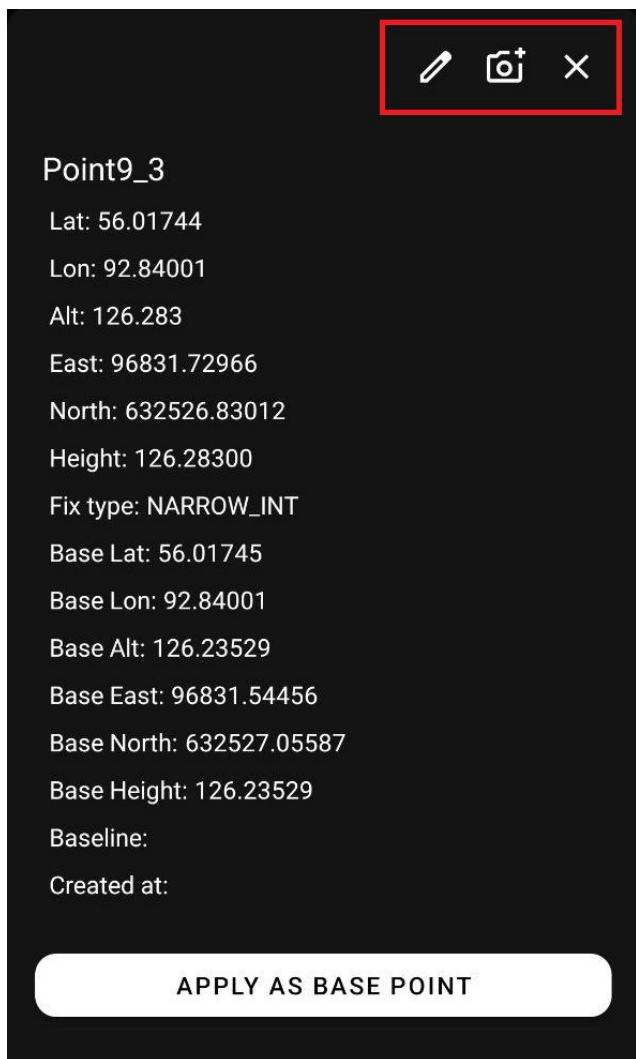 Point9_3
Lat: 56.01744
Lon: 92.84001
Alt: 126.283
East: 96831.72966
North: 632526.83012
Height: 126.28300
Fix type: NARROW_INT
Base Lat: 56.01745
Base Lon: 92.84001
Base Alt: 126.23529
Base East: 96831.54456
Base North: 632527.05587
Base Height: 126.23529
Baseline:
Created at:
APPLY AS BASE POINT